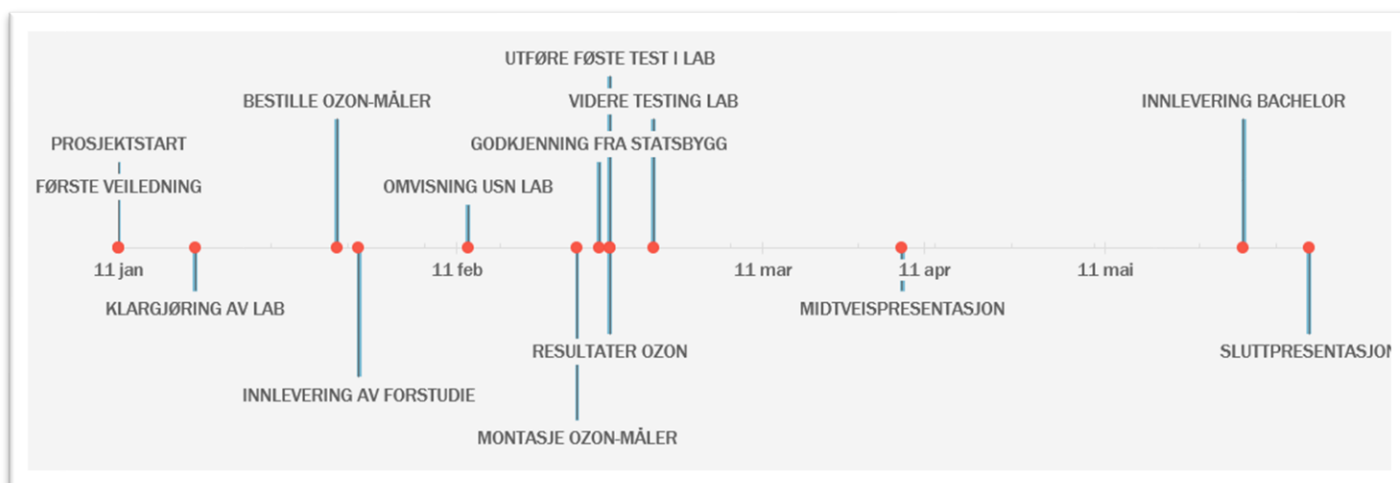 UTFØRE FØSTE TEST I LAB
BESTILLE OZON-MÅLER
VIDERE TESTING LAB
INNLEVERING BACHELOR
PROSJEKTSTART
GODKJENNING FRA STATSBYGG
FØRSTE VEILEDNING
OMVISNING USN LAB
11 jan
11 feb
11 mar
11 apr
11 mai
KLARGJØRING AV LAB
MIDTVEISPRESENTASJON
RESULTATER OZON
SLUTTPRESENTASJON
INNLEVERING AV FORSTUDIE
MONTASJE OZON-MÅLER